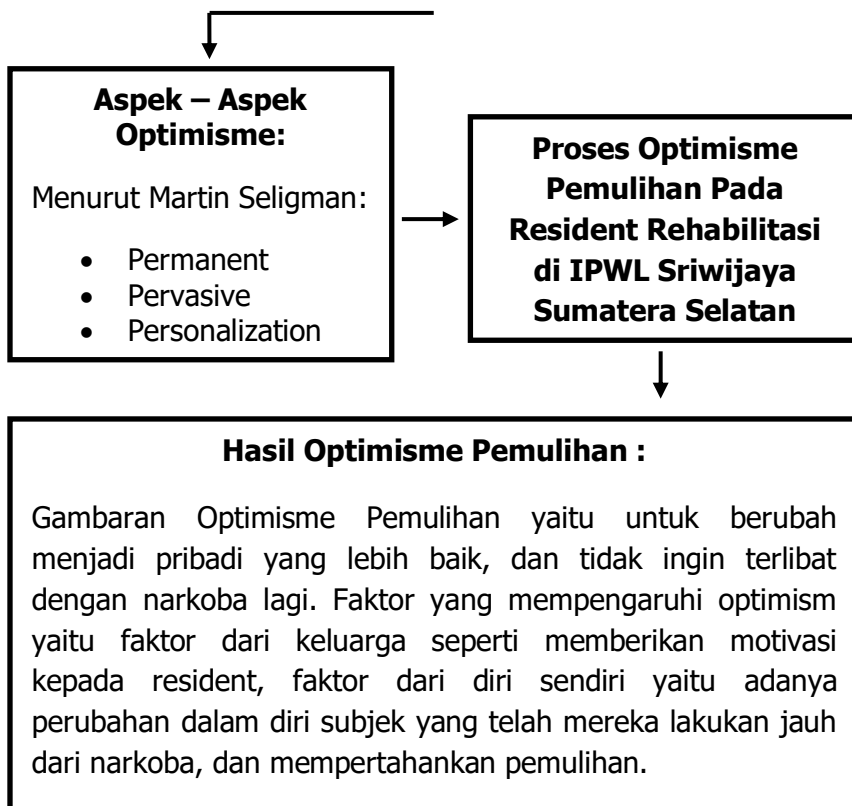 Aspek – Aspek
Optimisme:
Menurut Martin Seligman:
• Permanent
• Pervasive
• Personalization
Proses Optimisme
Pemulihan Pada
Resident Rehabilitasi
di IPWL Sriwijaya
Sumatera Selatan
Hasil Optimisme Pemulihan :
Gambaran Optimisme Pemulihan yaitu untuk berubah
menjadi pribadi yang lebih baik, dan tidak ingin terlibat
dengan narkoba lagi. Faktor yang mempengaruhi optimism
yaitu faktor dari keluarga seperti memberikan motivasi
kepada resident, faktor dari diri sendiri yaitu adanya
perubahan dalam diri subjek yang telah mereka lakukan jauh
dari narkoba, dan mempertahankan pemulihan.